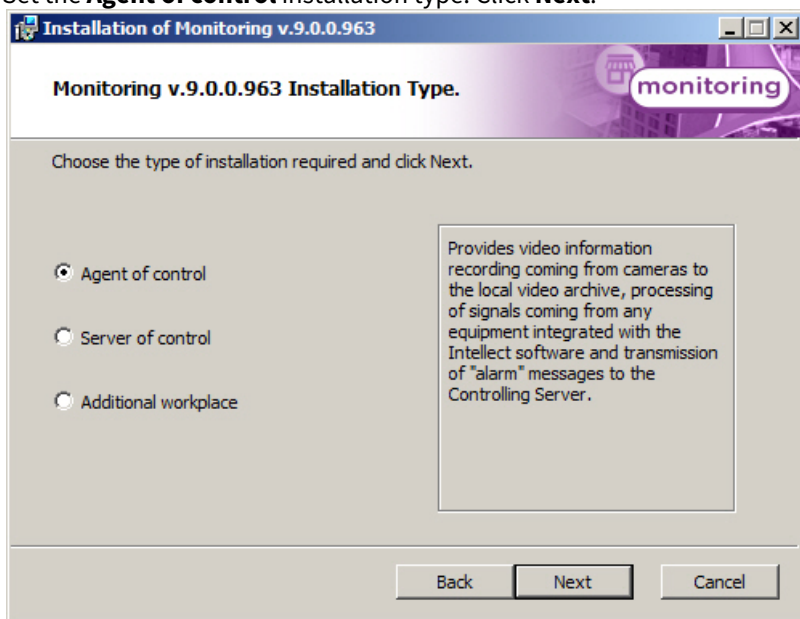 Set the Agent of control installation type. Click Next.
Installation of Monitoring v.9.0.0.963
Monitoring v.9.0.0.963 Installation Type.
monitoring
Choose the type of installation required and click Next.
Agent of control
Server of control
Additional workplace
Provides video information
recording coming from cameras to
the local video archive, processing
of signals coming from any
equipment integrated with the
Intellect software and transmission
of "alarm" messages to the
Controlling Server.
Back
Next
Cancel